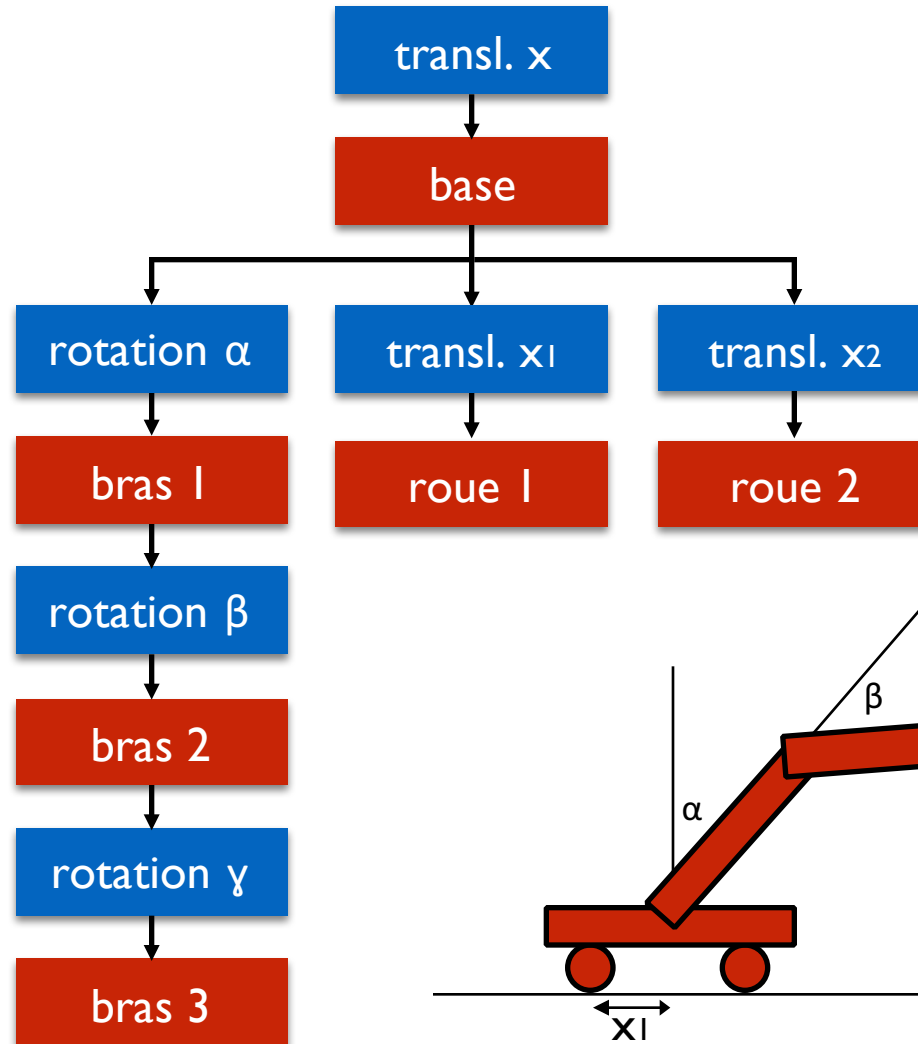 transl. x
base
rotation α
transl. x1
transl. x2
bras 1
roue 1
roue 2
rotation β
bras 2
rotation γ
bras 3
β
α
x1